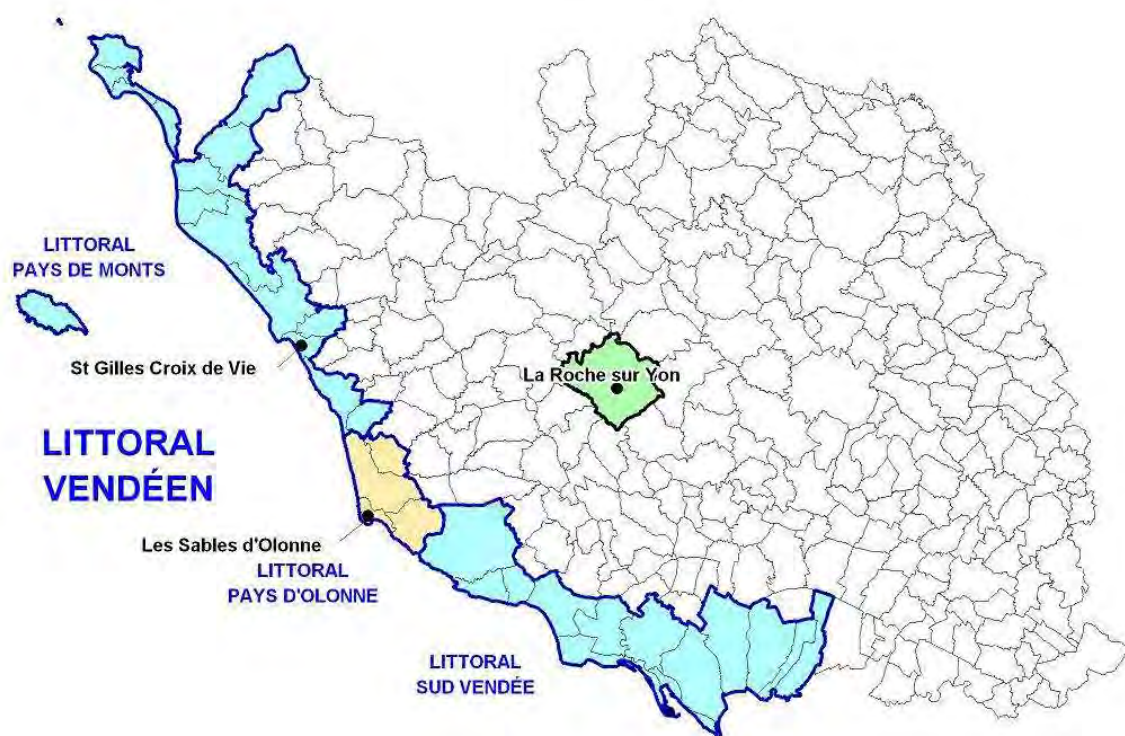 LITTORAL
PAYS DE MONTS
St Gilles Croix de Vie
La Roche sur Yon
LITTORAL
VENDÉEN
Les Sables d'Olonne
LITTORAL
PAYS D'OLONNE
LITTORAL
SUD VENDÉE